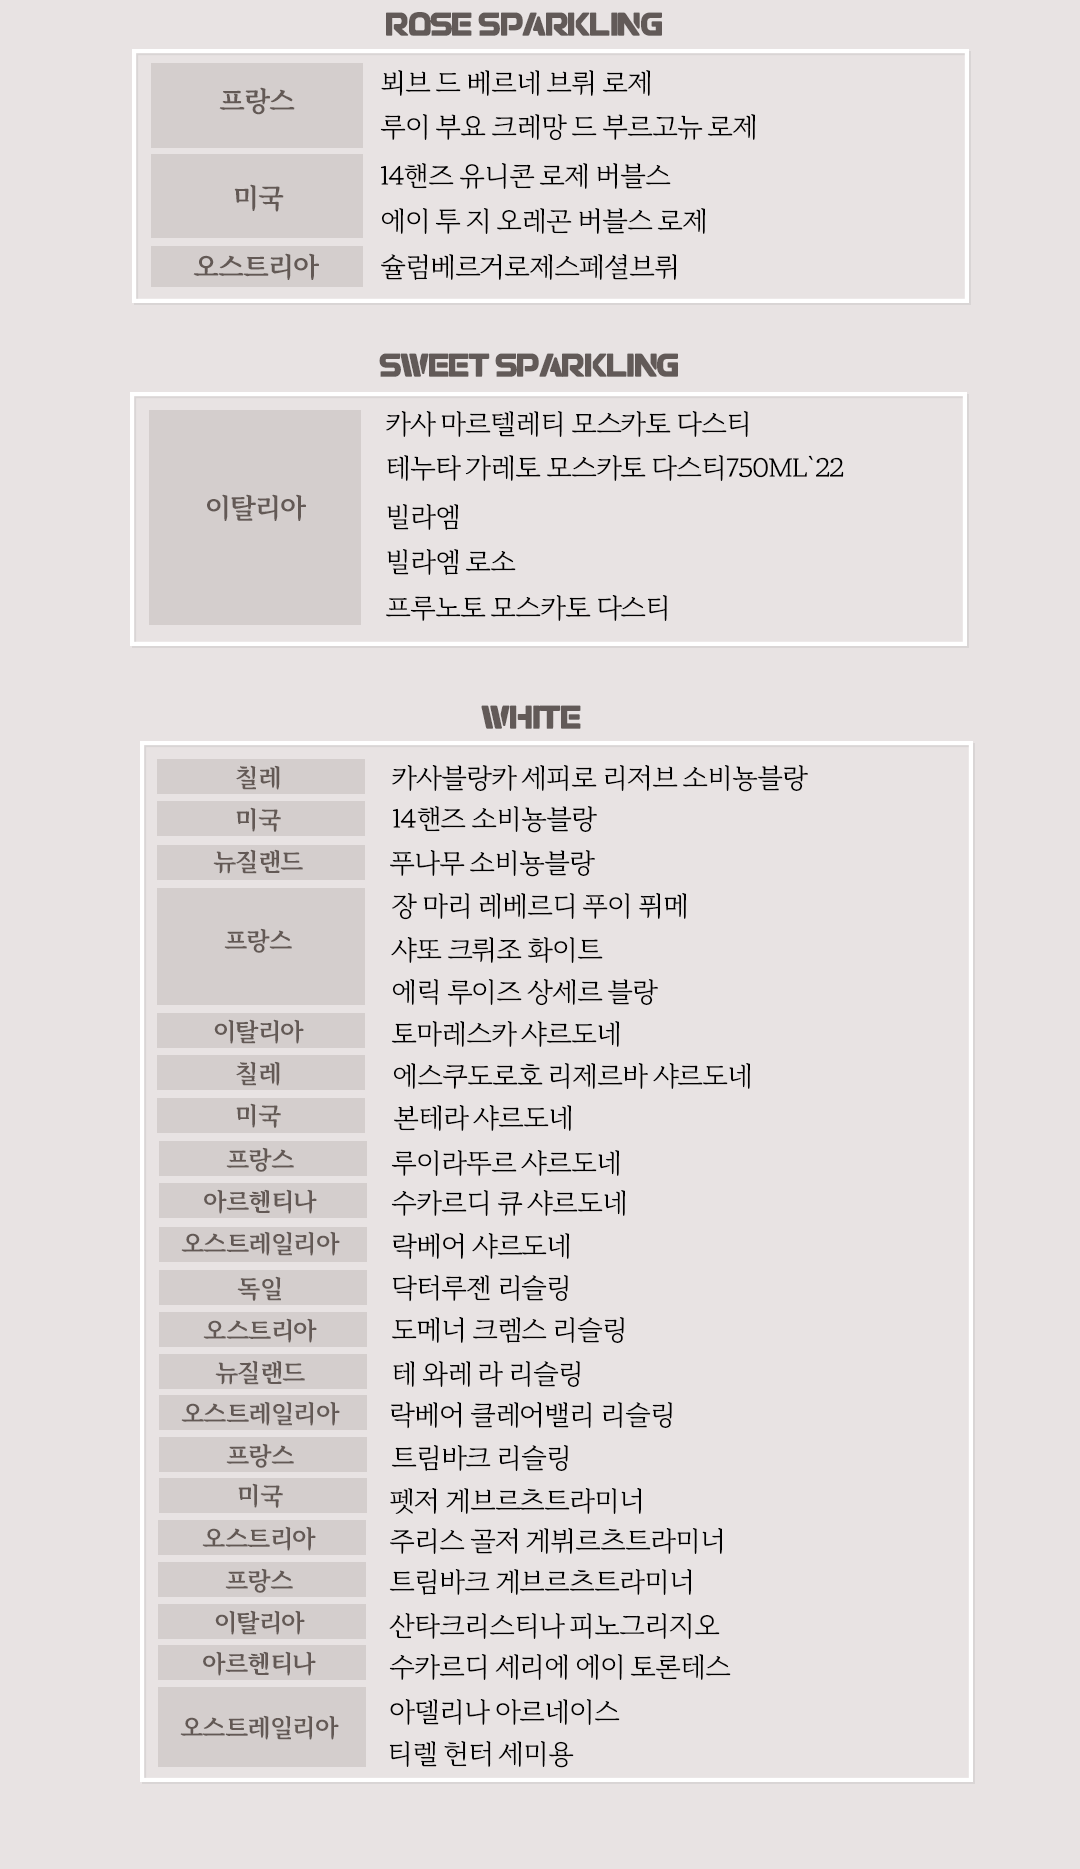 ROSE SPARKLING
프랑스
뵈브 드 베르네 브뤼 로제
루이 부요 크레망 드 부르고뉴 로제
미국
14핸즈 유니콘 로제 버블스
에이 투 지 오레곤 버블스 로제
오스트리아
슐럼베르거로제스페셜브뤼
SWEET SPARKLING
이탈리아
카사 마르텔레티 모스카토 다스티
테누타 가레토 모스카토 다스티750ML`22
빌라엠
빌라엠 로소
프루노토 모스카토 다스티
WHITE
칠레 카사블랑카 세피로 리저브 소비뇽블랑
미국 14핸즈 소비뇽블랑
뉴질랜드 푸나무 소비뇽블랑
프랑스
장 마리 레베르디 푸이 퓌메
샤또 크뤼조 화이트
에릭 루이즈 상세르 블랑
이탈리아 토마레스카 샤르도네
칠레 에스쿠도로호 리제르바 샤르도네
미국 본테라 샤르도네
프랑스 루이라뚜르 샤르도네
아르헨티나 수카르디 큐 샤르도네
오스트레일리아 락베어 샤르도네
독일 닥터루젠 리슬링
오스트리아 도메너 크렘스 리슬링
뉴질랜드 테 와레 라 리슬링
오스트레일리아 락베어 클레어밸리 리슬링
프랑스 트림바크 리슬링
미국 펫저 게브르츠트라미너
오스트리아 주리스 골저 게뷔르츠트라미너
프랑스 트림바크 게브르츠트라미너
이탈리아 산타크리스티나 피노그리지오
아르헨티나 수카르디 세리에 에이 토론테스
오스트레일리아
아델리나 아르네이스
티렐 헌터 세미용